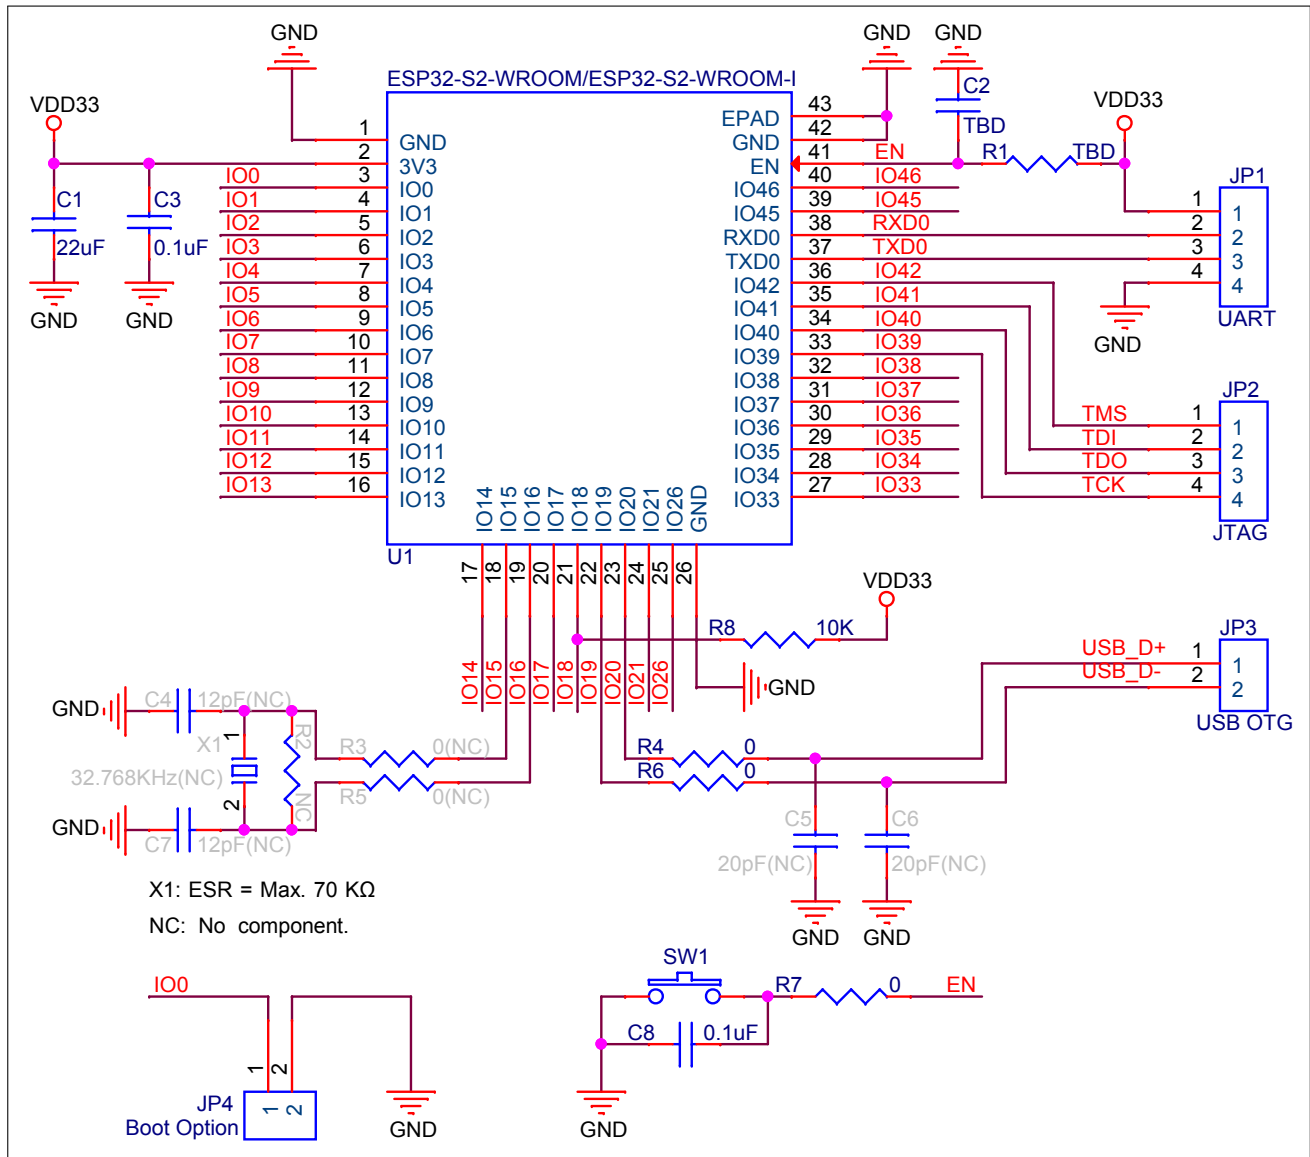 GND
GND
GND
ESP32-S2-WROOM/ESP32-S2-WROOM-I
VDD33
C2
TBD
VDD33
1
GND
EPAD
43
2
3V3
GND
42
EN
41
EN
R1
TBD
IO0
3
IO0
IO46
40
IO46
IO1
4
IO1
IO45
39
IO45
IO2
5
IO2
RXD0
38
RXD0
IO3
6
IO3
TXD0
37
TXD0
IO4
7
IO4
IO42
36
IO42
IO5
8
IO5
IO41
35
IO41
IO6
9
IO6
IO40
34
IO40
IO7
10
IO7
IO39
33
IO39
IO8
11
IO8
IO38
32
IO38
IO9
12
IO9
IO37
31
IO37
IO10
13
IO10
IO36
30
IO36
IO11
14
IO11
IO35
29
IO35
IO12
15
IO12
IO34
28
IO34
IO13
16
IO13
IO33
27
IO33
C1
22uF
GND
C3
0.1uF
GND
JP1
1
1
2
2
3
3
4
4
UART
GND
JP2
TMS
1
1
TDI
2
2
TDO
3
3
TCK
4
4
JTAG
IO14
IO15
IO16
IO17
IO18
IO19
IO20
IO21
IO26
GND
U1
17
18
19
20
21
22
23
24
25
26
IO14
IO15
IO16
IO17
IO18
IO19
IO20
IO21
IO26
VDD33
R8
10K
GND
JP3
USB_D+
1
1
USB_D-
2
2
USB OTG
GND
C4
12pF(NC)
X1
1
R2
32.768KHz(NC)
2
NC
GND
C7
12pF(NC)
R3
0(NC)
R5
0(NC)
R4
0
R6
0
C5
20pF(NC)
GND
C6
20pF(NC)
GND
X1: ESR = Max. 70 KΩ
NC: No component.
IO0
1
2
JP4
1
2
Boot Option
GND
SW1
R7
0
EN
C8
0.1uF
GND